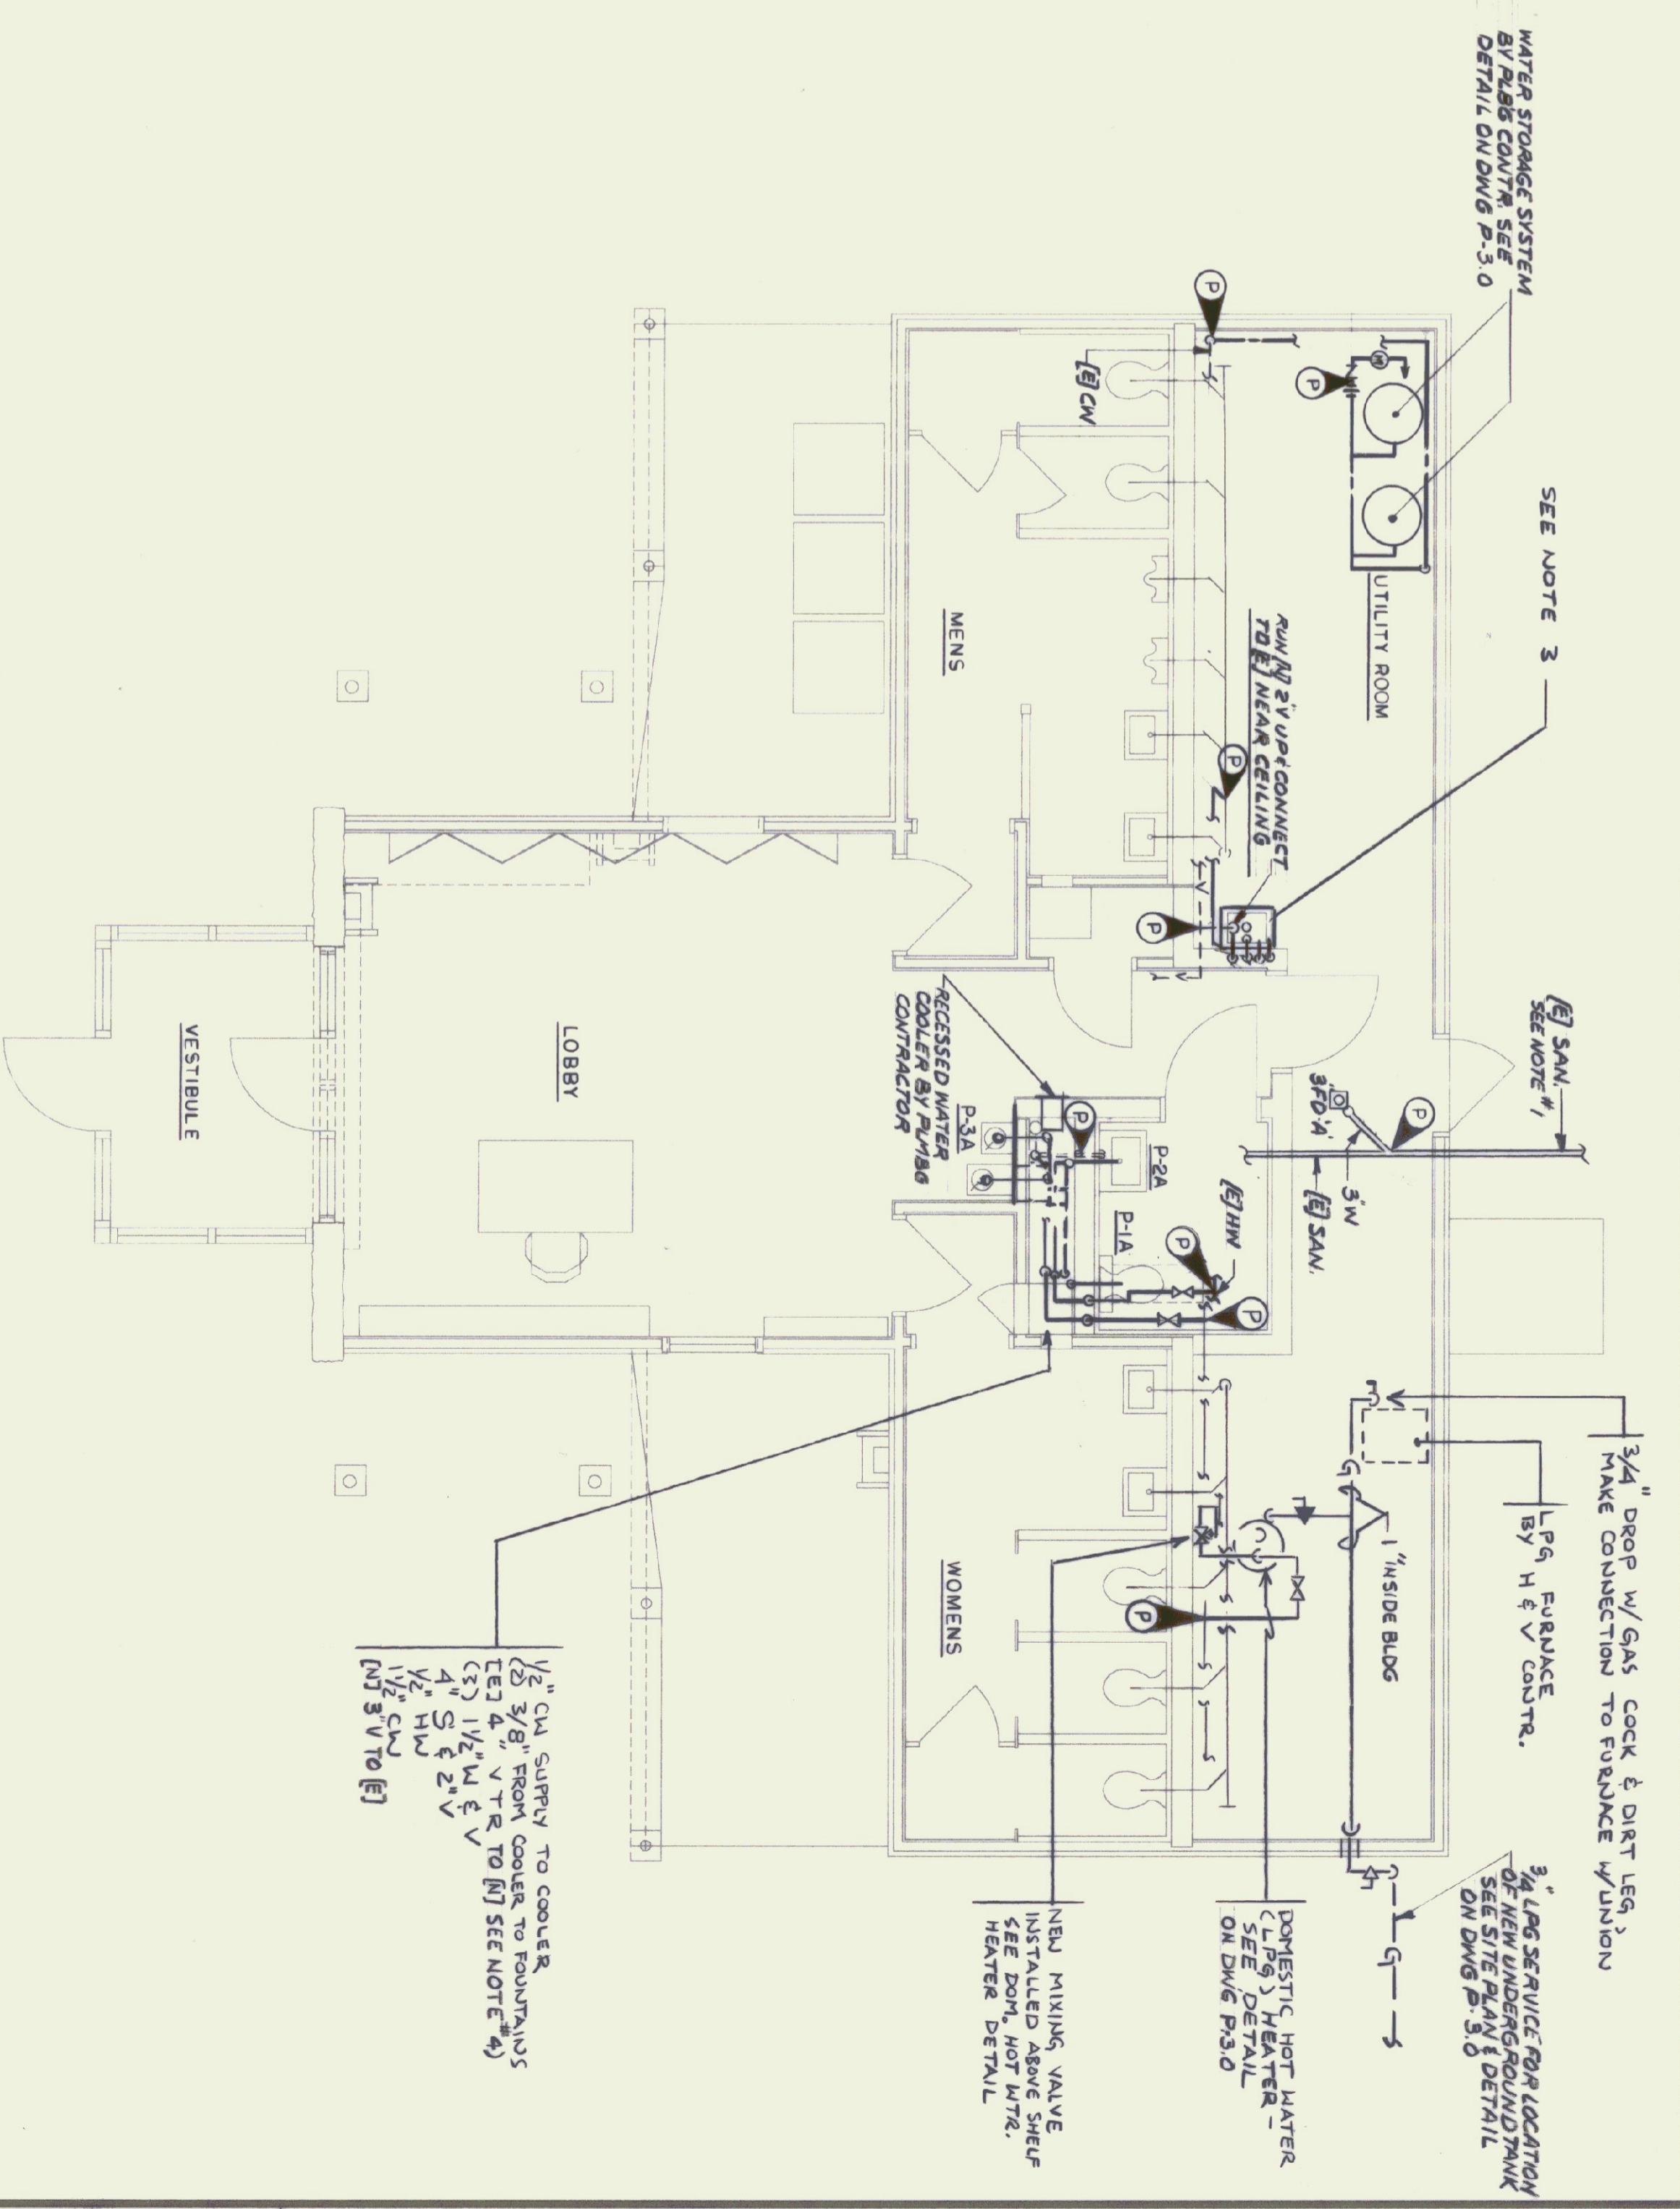 WATER STORAGE SYSTEM
BY PLBG CONTR. SEE
DETAIL ON DWG P-3.0
SEE NOTE 3
[E] SAN.
SEE NOTE #1
3/4" DROP W/GAS COCK & DIRT LEG,
MAKE CONNECTION TO FURNACE W/UNION
LPG FURNACE
BY H & V CONTR.
3/4" LPG SERVICE FOR LOCATION
OF NEW UNDERGROUND TANK
SEE SITE PLAN & DETAIL
ON DWG P-3.0
P
P
UTILITY ROOM
[E] CW
RUN [N] 2"V UP & CONNECT
TO [E] NEAR CEILING
P
V
P
V
3"FD'A'
3"W
P
[E] SAN.
[E] HW
P
P
P
P-2A
P-1A
P-3A
RECESSED WATER
COOLER BY PLMBG
CONTRACTOR
G
1" INSIDE BLDG
G
P
MENS
WOMENS
LOBBY
VESTIBULE
DOMESTIC HOT WATER
(LPG) HEATER -
SEE DETAIL
ON DWG P-3.0
NEW MIXING VALVE
INSTALLED ABOVE SHELF
SEE DOM. HOT WTR.
HEATER DETAIL
1/2" CW SUPPLY TO COOLER
(2) 3/8" FROM COOLER TO FOUNTAINS
[E] 4" V TR TO [N] SEE NOTE #4)
(3) 1 1/2" W & V
4" S & 2" V
1/2" HW
1 1/2" CW
[N] 3"V TO [E]